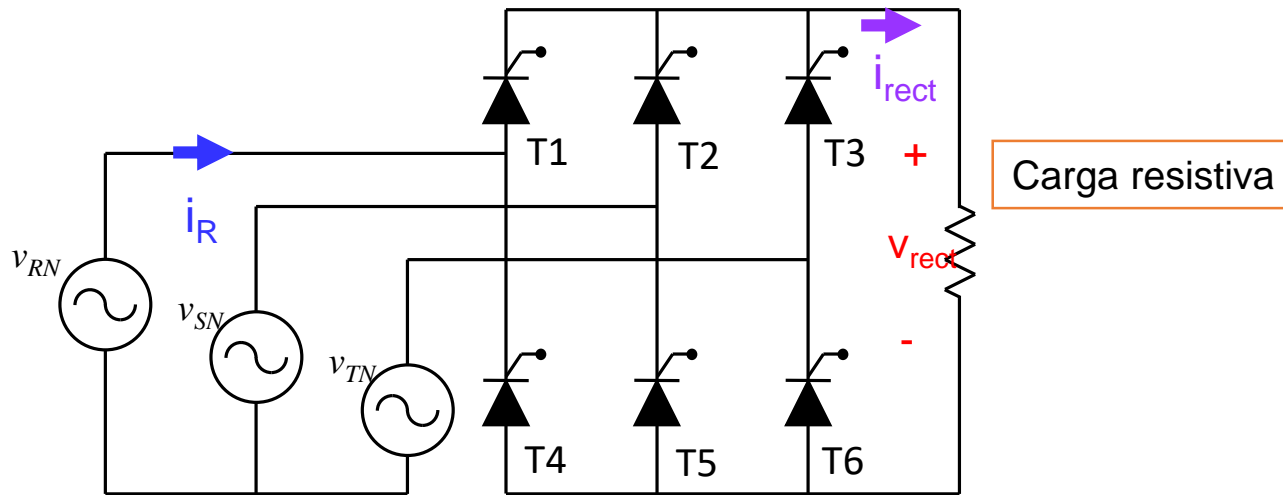 i_rect
T1
T2
T3
+
Carga resistiva
i_R
v_rect
v_RN
v_SN
v_TN
-
T4
T5
T6